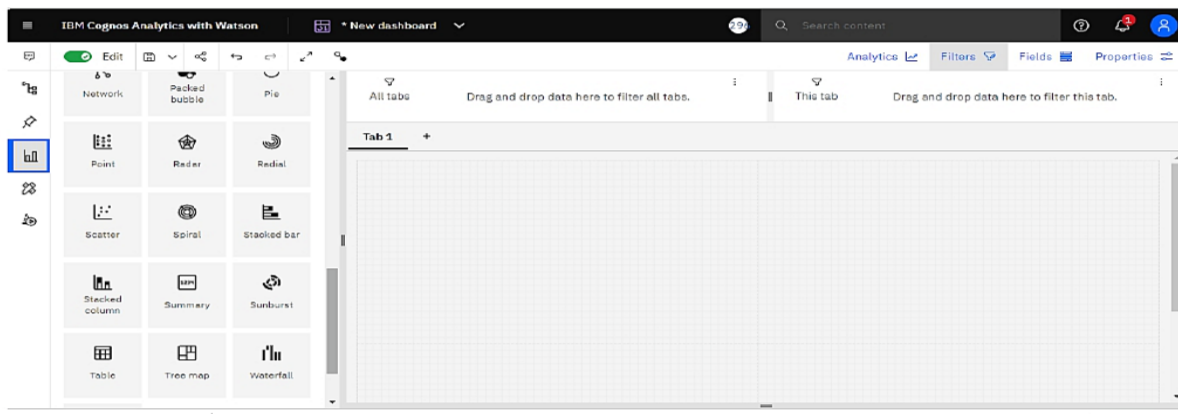 IBM Cognos Analytics with Watson
* New dashboard
29
Search content
1
Edit
Analytics
Filters
Fields
Properties
Network
Packed
bubble
Pie
All tabs
Drag and drop data here to filter all tabs.
This tab
Drag and drop data here to filter this tab.
Tab 1 +
Point
Radar
Radial
Scatter
Spiral
Stacked bar
Stacked
column
Summary
Sunburst
Table
Tree map
Waterfall